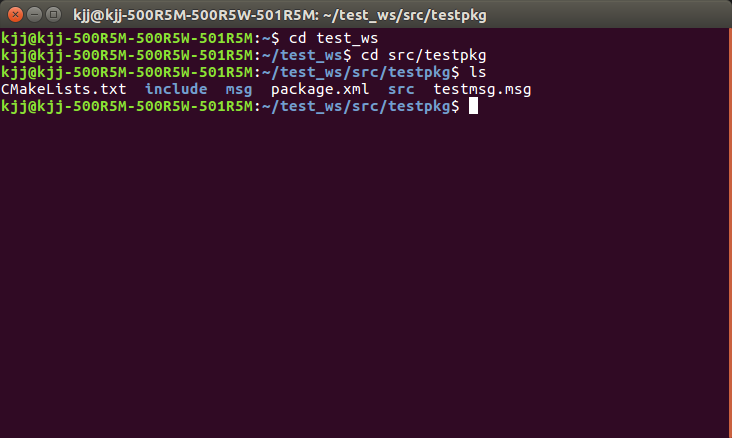 kjj@kjj-500R5M-500R5W-501R5M: ~/test_ws/src/testpkg
kjj@kjj-500R5M-500R5W-501R5M:~$ cd test_ws
kjj@kjj-500R5M-500R5W-501R5M:~/test_ws$ cd src/testpkg
kjj@kjj-500R5M-500R5W-501R5M:~/test_ws/src/testpkg$ ls
CMakeLists.txt  include  msg  package.xml  src  testmsg.msg
kjj@kjj-500R5M-500R5W-501R5M:~/test_ws/src/testpkg$